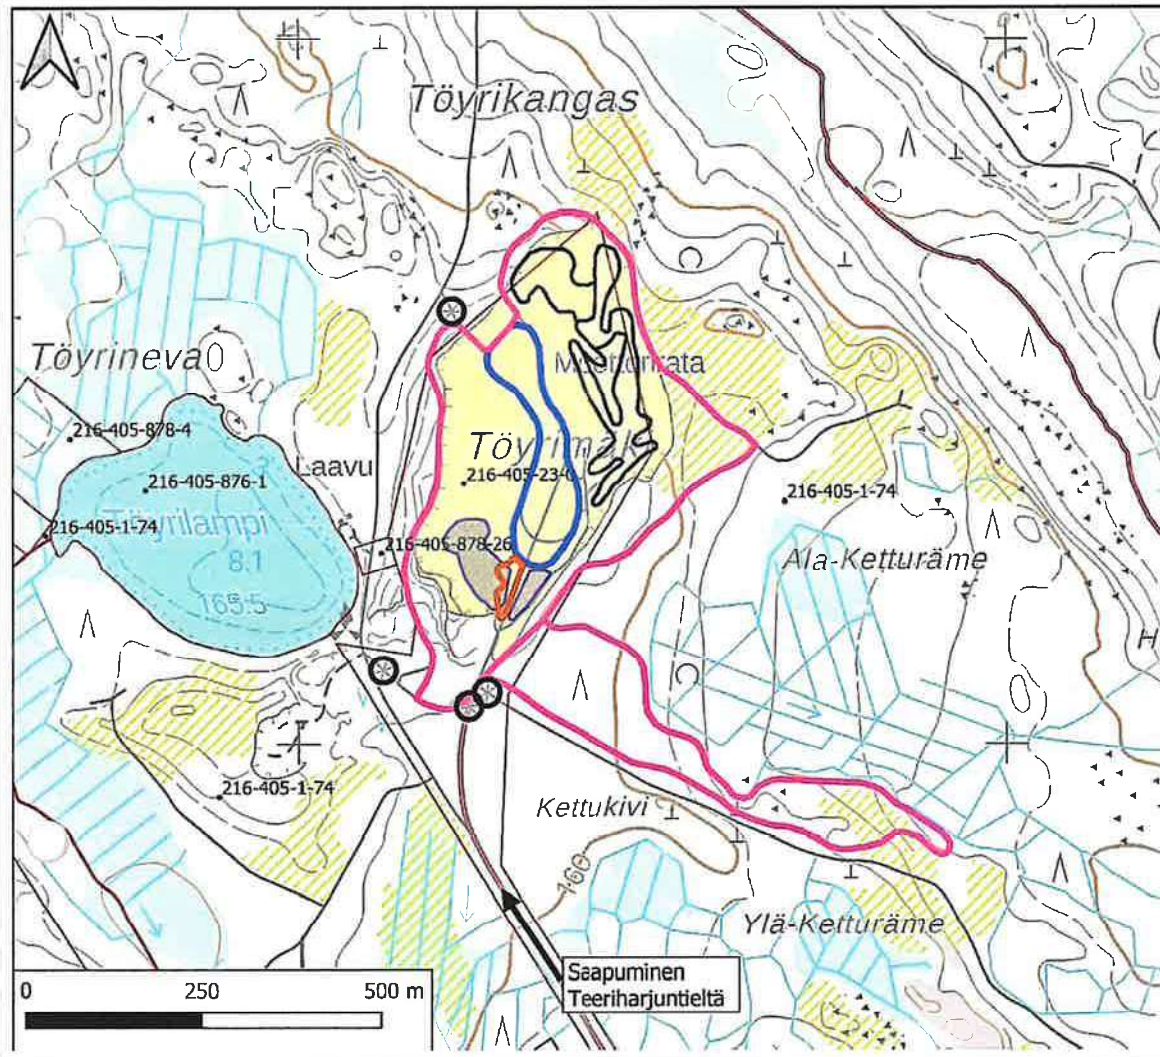 Töyrikangas
Töyrineva
216-405-878-4
Laavu
216-405-876-1
216-405-1-74
Töyrilampi
8.1
165.5
216-405-878-26
216-405-1-74
Ala-Ketturäme
H
216-405-1-74
Kettukivi
160
Ylä-Ketturäme
Saapuminen
Teeriharjuntieltä
0 250 500 m